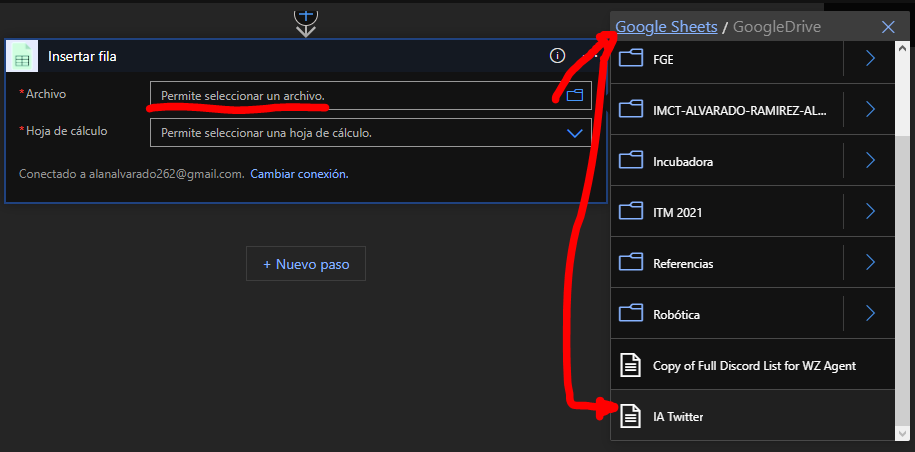 Insertar fila
*Archivo
Permite seleccionar un archivo.
*Hoja de cálculo
Permite seleccionar una hoja de cálculo.
Conectado a alanalvarado262@gmail.com. Cambiar conexión.
+ Nuevo paso
Google Sheets / GoogleDrive
FGE
IMCT-ALVARADO-RAMIREZ-AL...
Incubadora
ITM 2021
Referencias
Robótica
Copy of Full Discord List for WZ Agent
IA Twitter